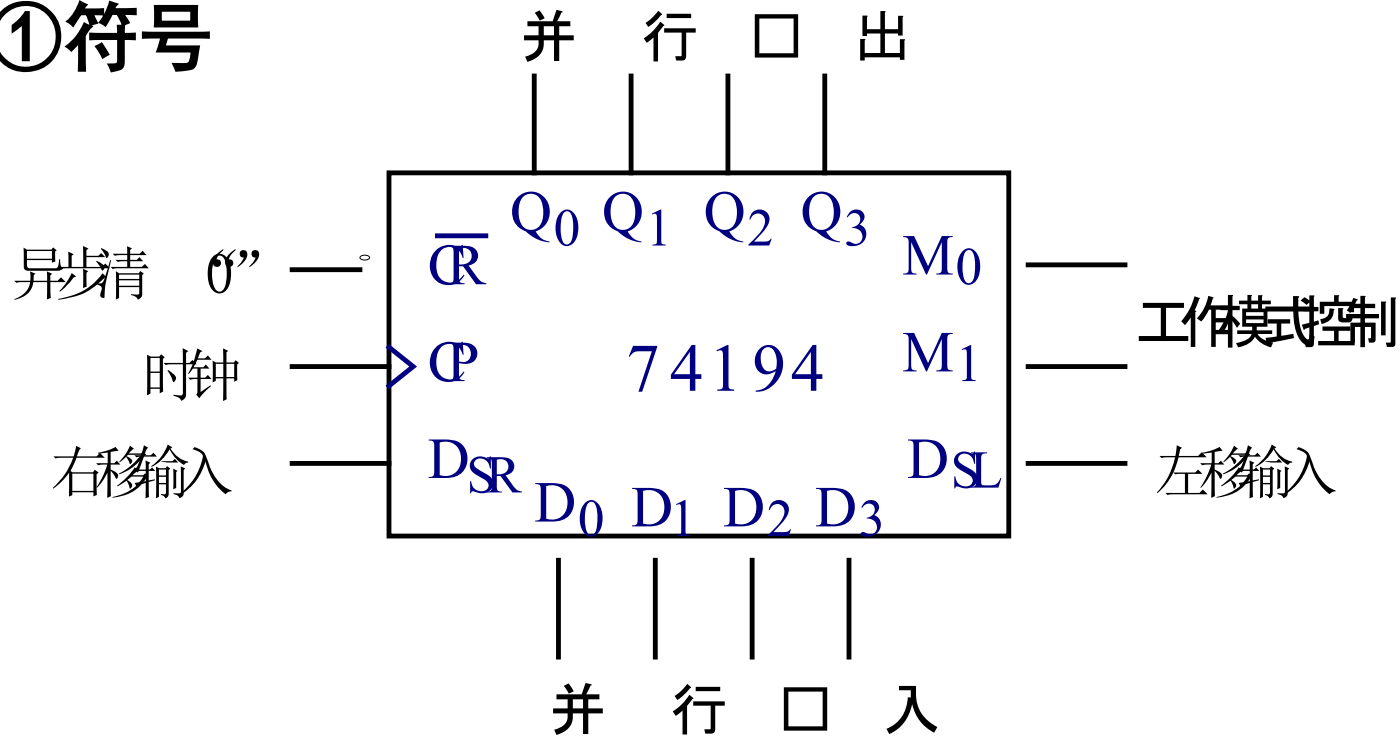 ①符号
并 行 口 出
Q0 Q1 Q2 Q3
异步清“0” C̅R̅ M0
工作模式控制
时钟 CP 74194 M1
右移输入 DSR DSL 左移输入
D0 D1 D2 D3
并 行 口 入